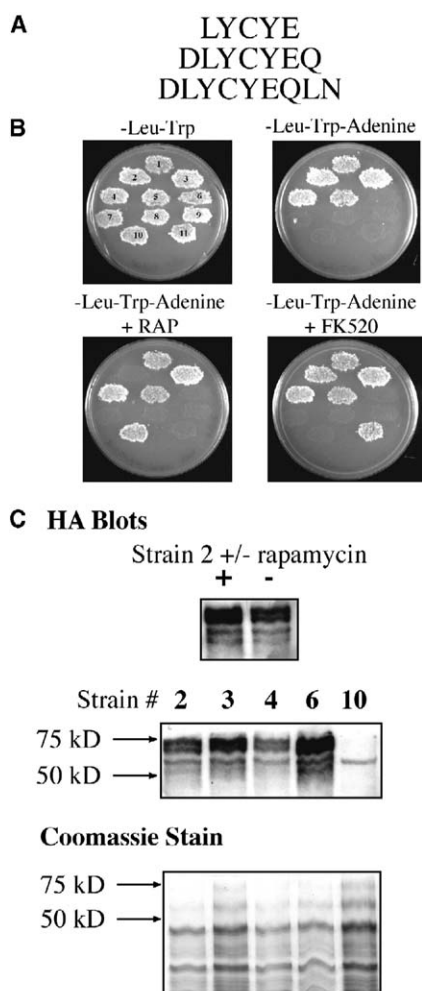 A
LYCYE
DLYCYEQ
DLYCYEQLN
B
-Leu-Trp
-Leu-Trp-Adenine
1
2
3
4
5
6
7
8
9
10
11
-Leu-Trp-Adenine
+ RAP
-Leu-Trp-Adenine
+ FK520
C HA Blots
Strain 2 +/- rapamycin
+ -
Strain # 2 3 4 6 10
75 kD
50 kD
Coomassie Stain
75 kD
50 kD